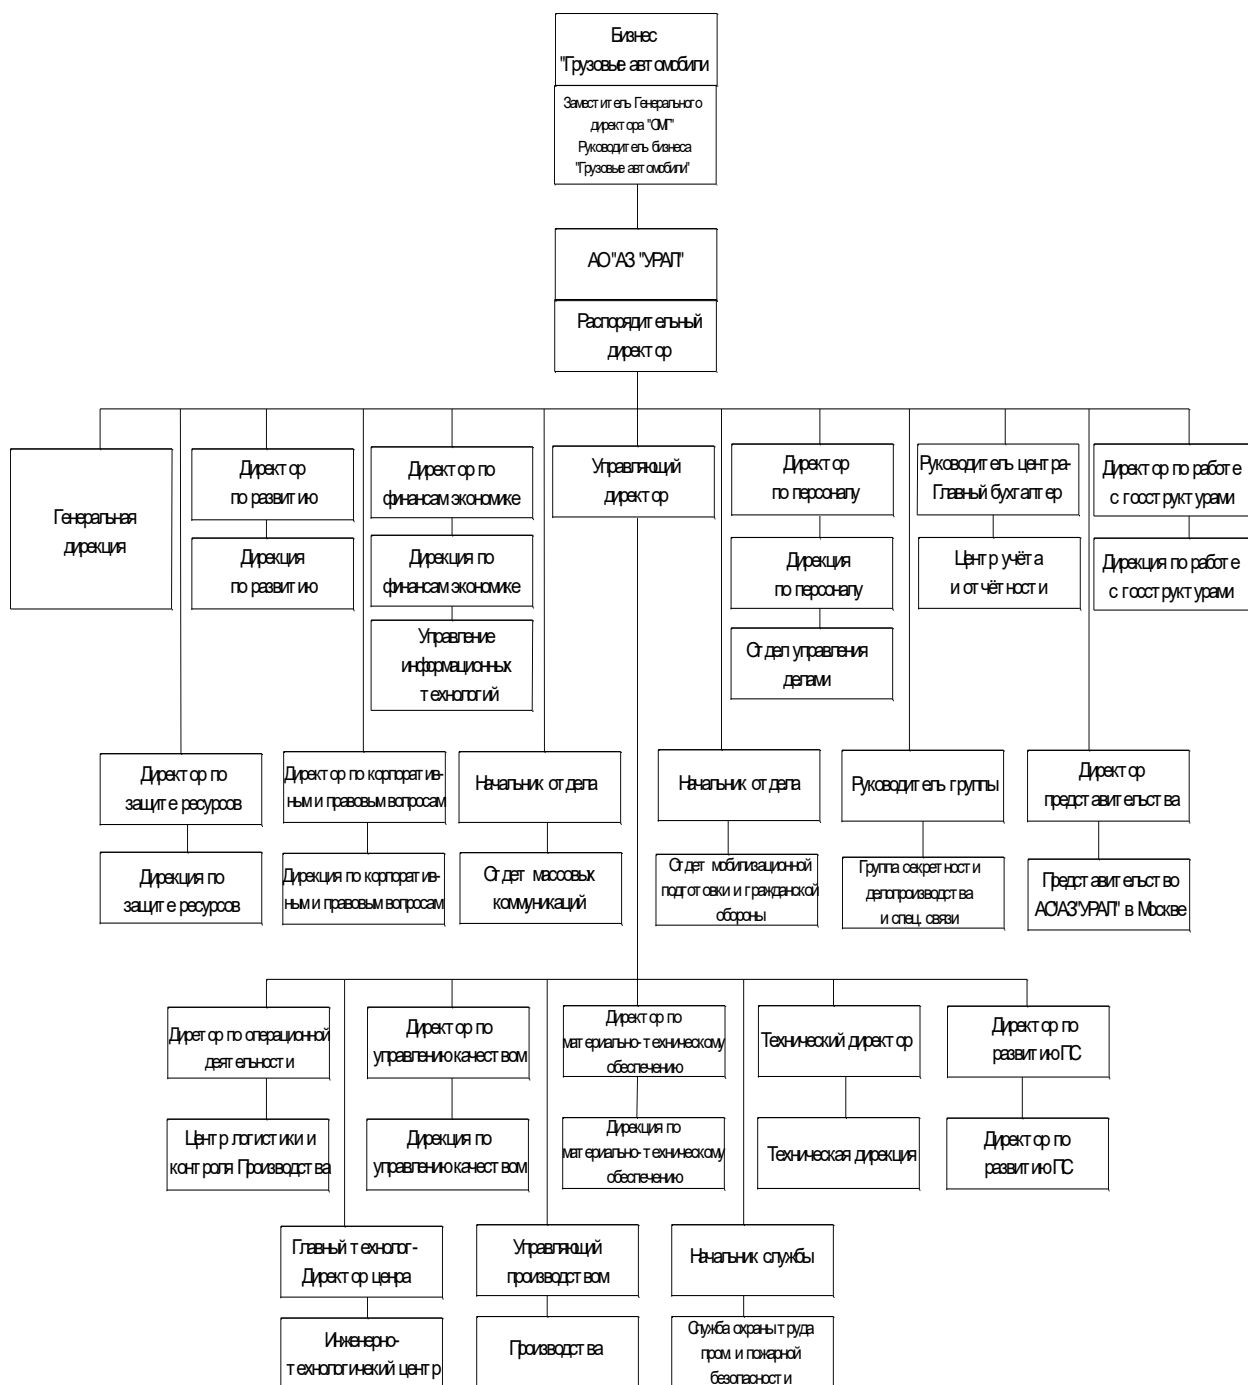 Бизнес
"Грузовые автомобили
Заместитель Генерального
директора "ОМГ"
Руководитель бизнеса
"Грузовые автомобили"
АО"АЗ "УРАЛ"
Распорядительный
директор
Генеральная
дирекция
Директор
по развитию
Дирекция
по развитию
Директор по
финансам экономике
Дирекция по
финансам экономике
Управление
информационных
технологий
Управляющий
директор
Директор
по персоналу
Дирекция
по персоналу
Отдел управления
делами
Руководитель центра-
Главный бухгалтер
Центр учёта
и отчётности
Директор по работе
с госструктурами
Дирекция по работе
с госструктурами
Директор по
защите ресурсов
Дирекция по
защите ресурсов
Директор по корпоратив-
ным и правовым вопросам
Дирекция по корпоратив-
ным и правовым вопросам
Начальник отдела
Отдет массовых
коммуникаций
Начальник отдела
Отдет мобилизационной
подготовки и гражданской
обороны
Руководитель группы
Группа секретности
делопроизводства
и спец. связи
Директор
представительства
Представительство
АО"АЗ"УРАЛ" в Москве
Диретор по операционной
деятельности
Центр логистики и
контроля Производства
Директор по
управлению качеством
Дирекция по
управлению качеством
Директор по
материально-техническому
обеспечению
Дирекция по
материально-техническому
обеспечению
Технический директор
Техническая дирекция
Директор по
развитию ПС
Директор по
развитию ПС
Главный технолог-
Директор ценра
Инженерно-
технологичекий центр
Управляющий
производством
Производства
Начальник службы
Служба охраны труда
пром. и пожарной
безопасности